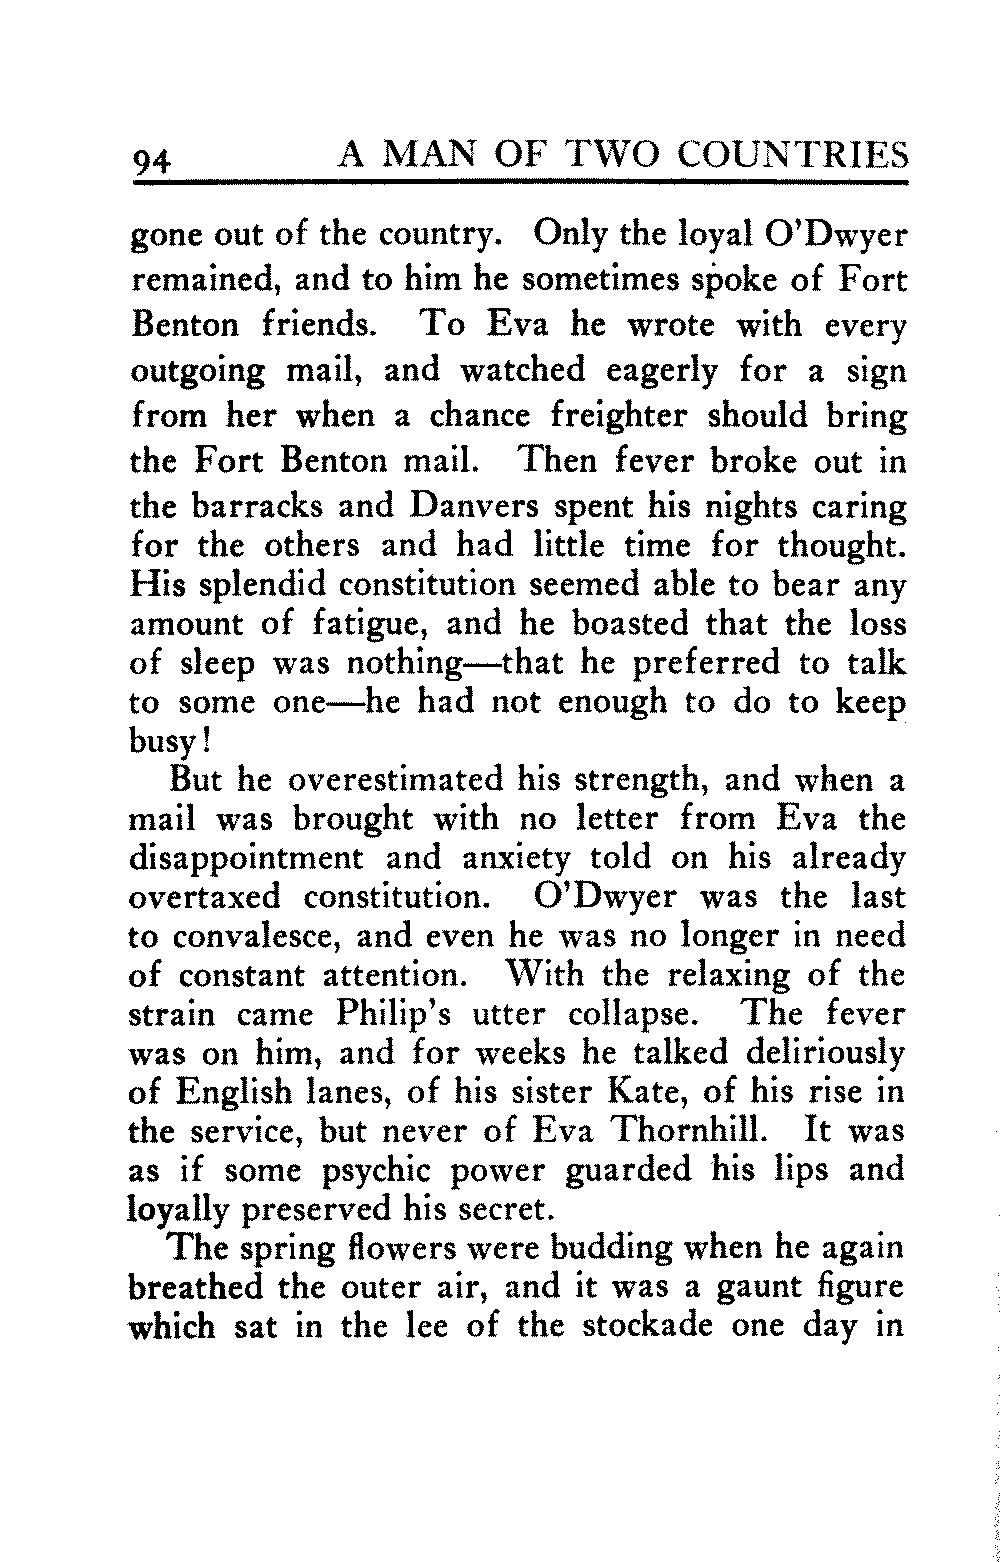 94 A MAN OF TWO COUNTRIES
gone out of the country. Only the loyal O'Dwyer
remained, and to him he sometimes spoke of Fort
Benton friends. To Eva he wrote with every
outgoing mail, and watched eagerly for a sign
from her when a chance freighter should bring
the Fort Benton mail. Then fever broke out in
the barracks and Danvers spent his nights caring
for the others and had little time for thought.
His splendid constitution seemed able to bear any
amount of fatigue, and he boasted that the loss
of sleep was nothing—that he preferred to talk
to some one—he had not enough to do to keep
busy!
But he overestimated his strength, and when a
mail was brought with no letter from Eva the
disappointment and anxiety told on his already
overtaxed constitution. O'Dwyer was the last
to convalesce, and even he was no longer in need
of constant attention. With the relaxing of the
strain came Philip's utter collapse. The fever
was on him, and for weeks he talked deliriously
of English lanes, of his sister Kate, of his rise in
the service, but never of Eva Thornhill. It was
as if some psychic power guarded his lips and
loyally preserved his secret.
The spring flowers were budding when he again
breathed the outer air, and it was a gaunt figure
which sat in the lee of the stockade one day in